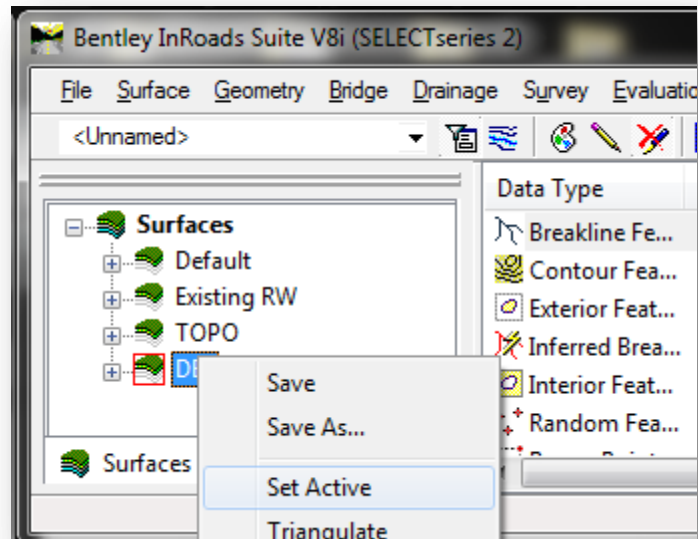 Bentley InRoads Suite V8i (SELECTseries 2)
File Surface Geometry Bridge Drainage Survey
<Unnamed>
Data Type
Surfaces
Default
Existing RW
TOPO
Breakline Fe...
Contour Fea...
Exterior Feat...
Inferred Brea...
Interior Feat...
Random Fea...
Surfaces
Save
Save As...
Set Active
Triangulate